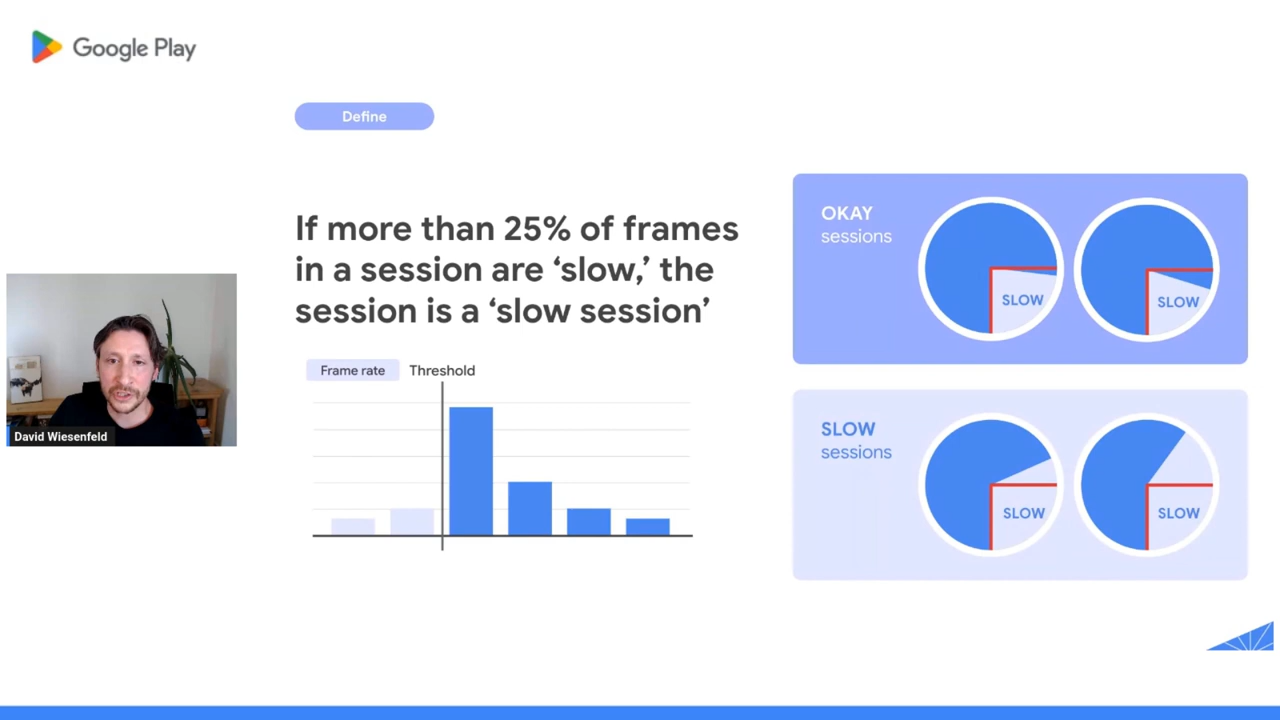 Google Play
Define
If more than 25% of frames
in a session are ‘slow,’ the
session is a ‘slow session’
Frame rate
Threshold
OKAY
sessions
SLOW
SLOW
SLOW
sessions
SLOW
SLOW
David Wiesenfeld